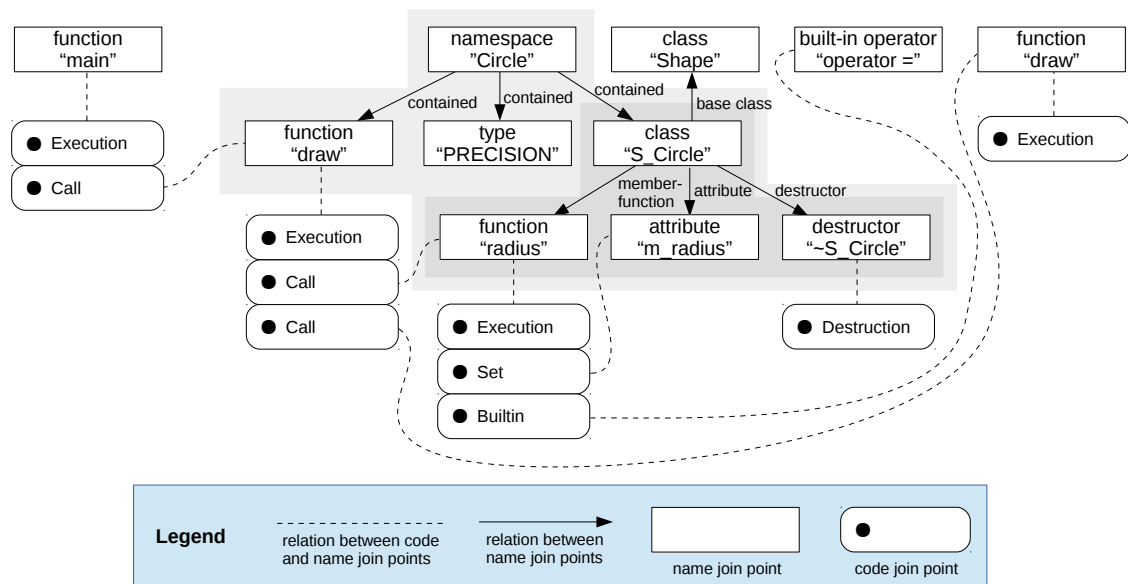 function
“main”
namespace
”Circle”
class
“Shape”
built-in operator
“operator =”
function
“draw”
contained
contained
contained
base class
Execution
Call
function
“draw”
type
“PRECISION”
class
“S_Circle”
Execution
member-
function
attribute
destructor
Execution
Call
Call
function
“radius”
attribute
“m_radius”
destructor
“~S_Circle”
Execution
Set
Builtin
Destruction
Legend
relation between code
and name join points
relation between
name join points
name join point
code join point